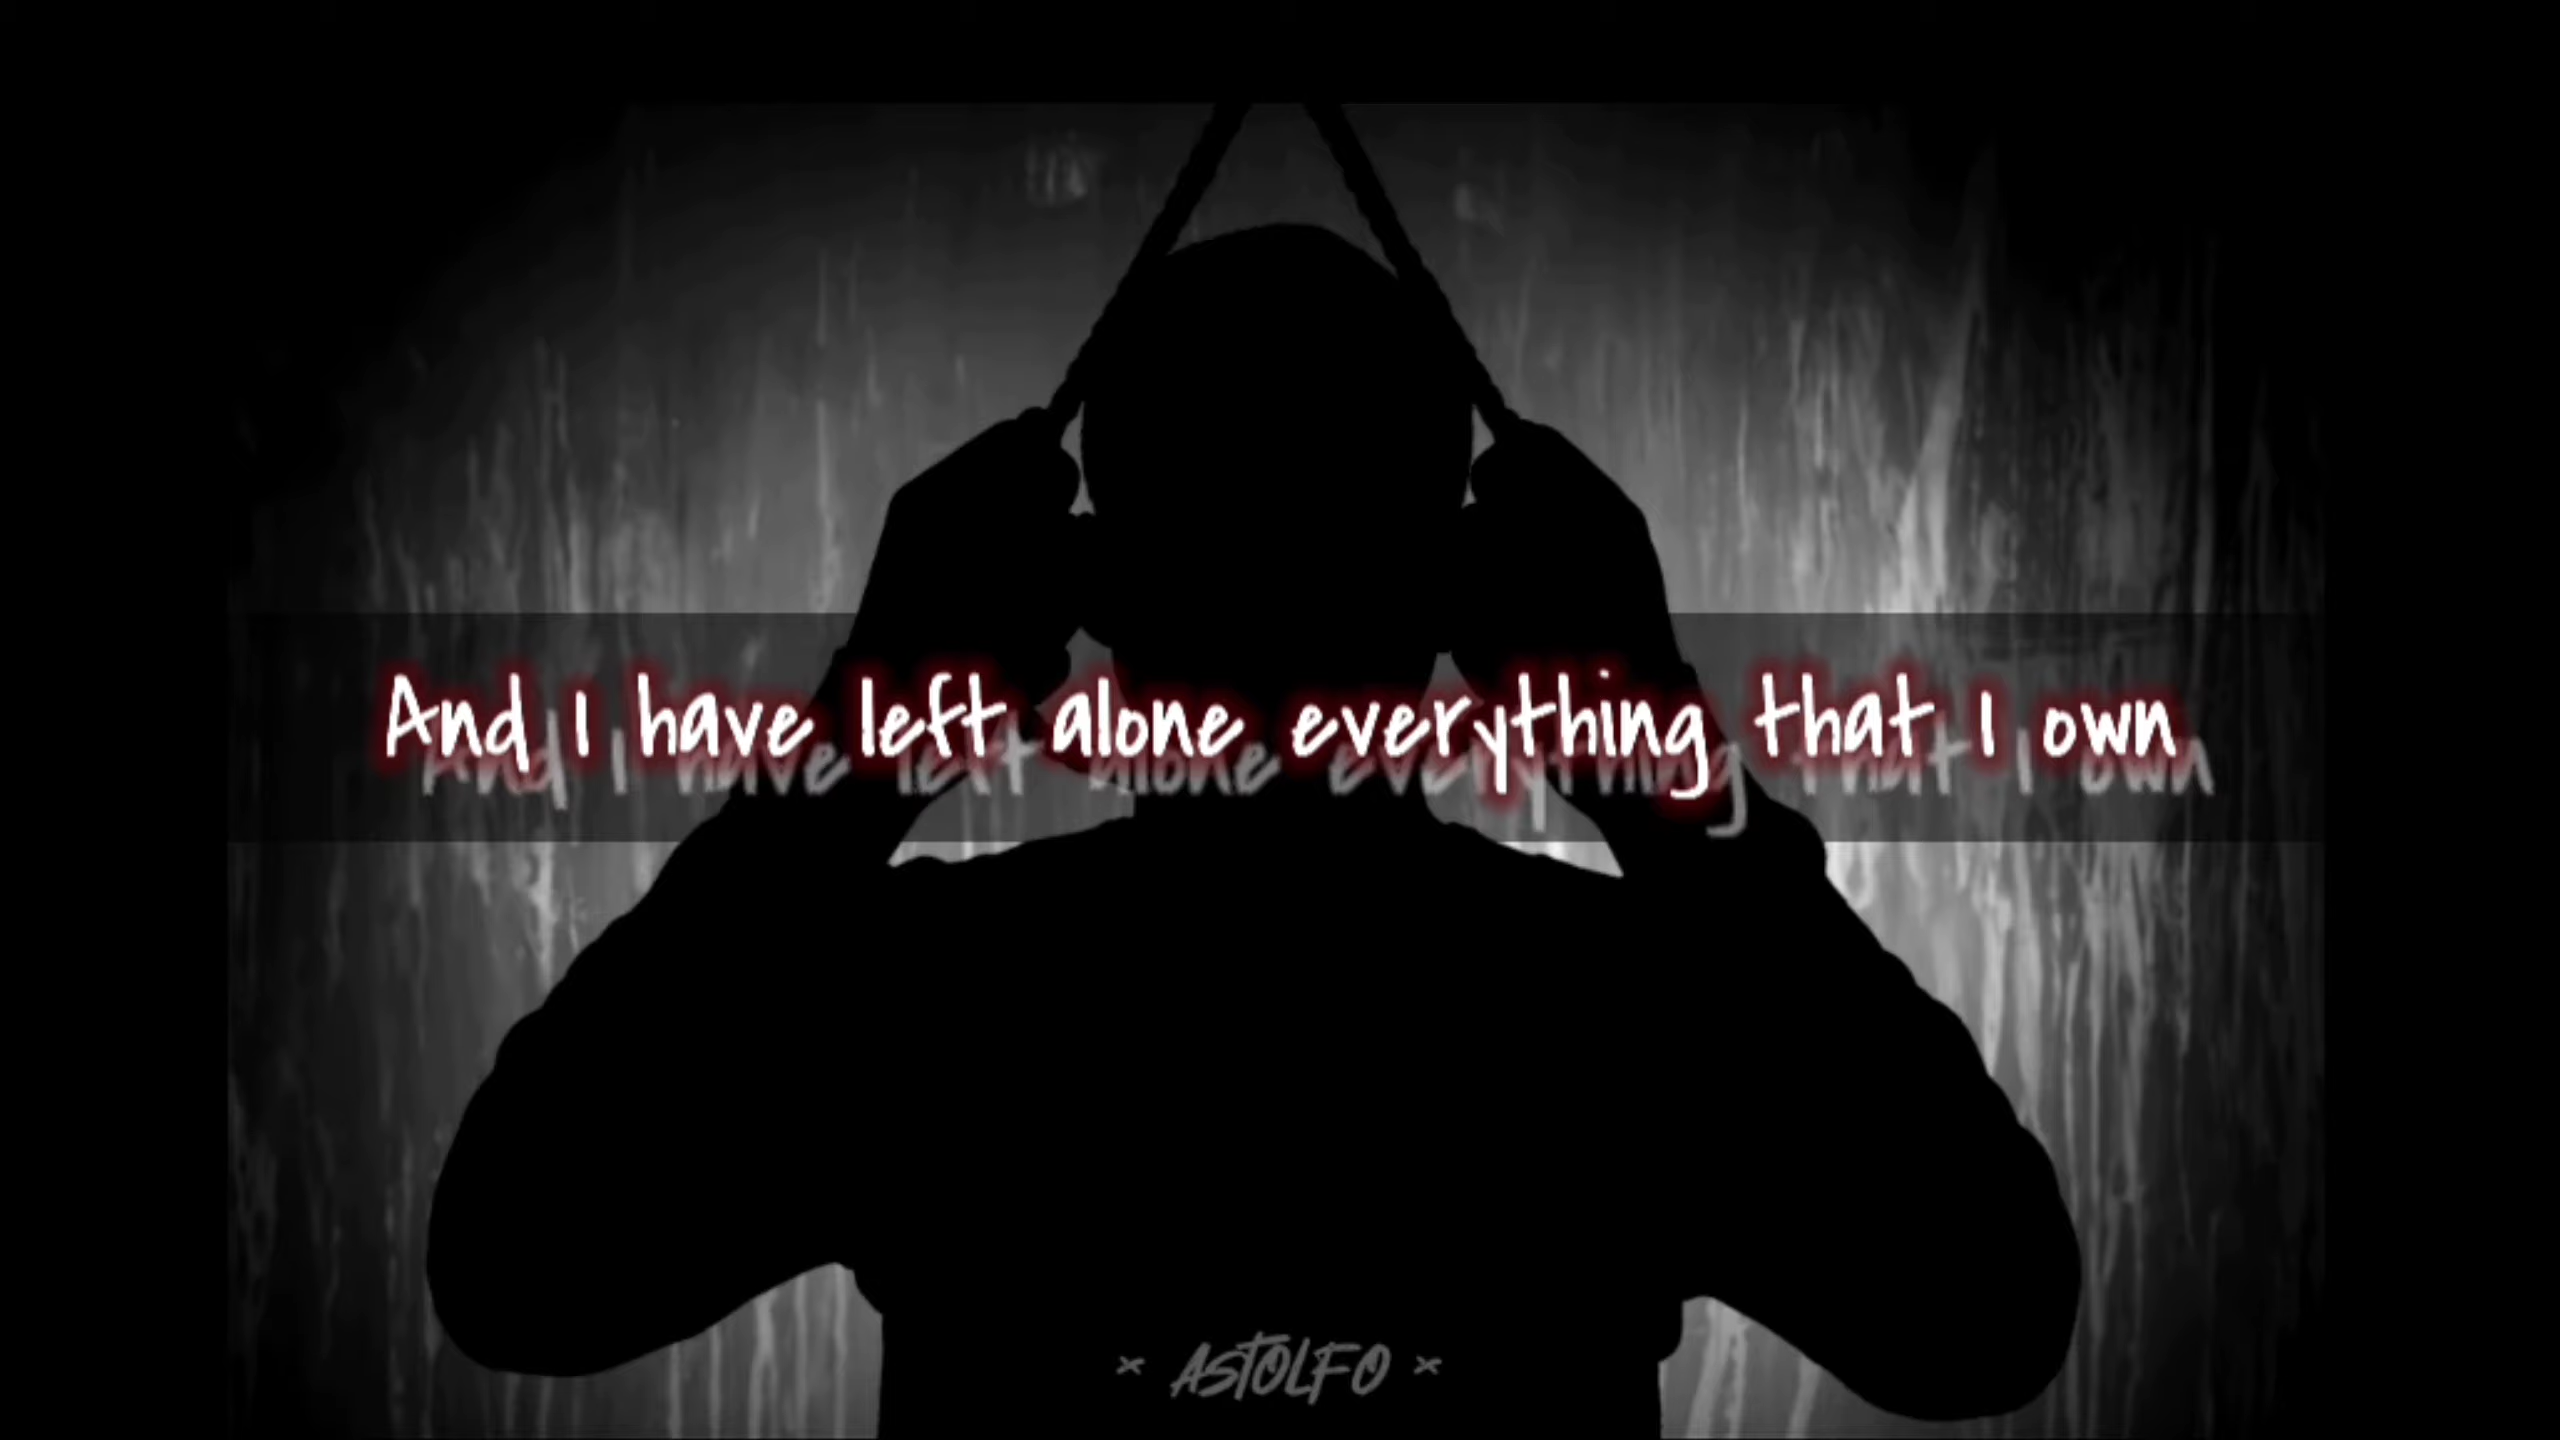 And I have left alone everything that I own
× ASTOLFO ×